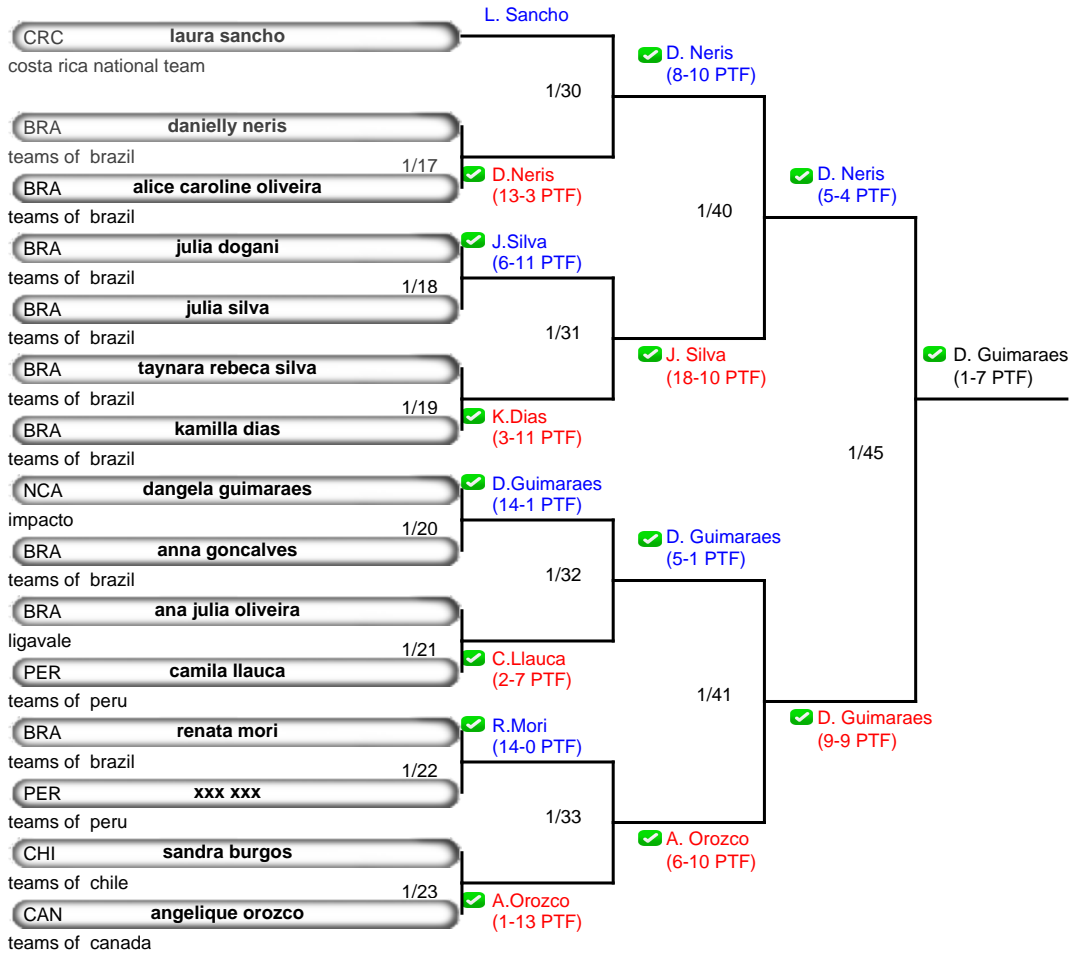 L. Sancho
CRC laura sancho
costa rica national team
D. Neris
(8-10 PTF)
1/30
BRA danielly neris
teams of brazil
1/17
D.Neris
(13-3 PTF)
BRA alice caroline oliveira
teams of brazil
D. Neris
(5-4 PTF)
1/40
BRA julia dogani
teams of brazil
J.Silva
(6-11 PTF)
1/18
BRA julia silva
teams of brazil
1/31
J. Silva
(18-10 PTF)
BRA taynara rebeca silva
teams of brazil
1/19
K.Dias
(3-11 PTF)
BRA kamilla dias
teams of brazil
D. Guimaraes
(1-7 PTF)
1/45
NCA dangela guimaraes
impacto
D.Guimaraes
(14-1 PTF)
1/20
BRA anna goncalves
teams of brazil
D. Guimaraes
(5-1 PTF)
1/32
BRA ana julia oliveira
ligavale
1/21
C.Llauca
(2-7 PTF)
PER camila llauca
teams of peru
1/41
D. Guimaraes
(9-9 PTF)
BRA renata mori
teams of brazil
R.Mori
(14-0 PTF)
1/22
PER xxx xxx
teams of peru
1/33
A. Orozco
(6-10 PTF)
CHI sandra burgos
teams of chile
1/23
A.Orozco
(1-13 PTF)
CAN angelique orozco
teams of canada